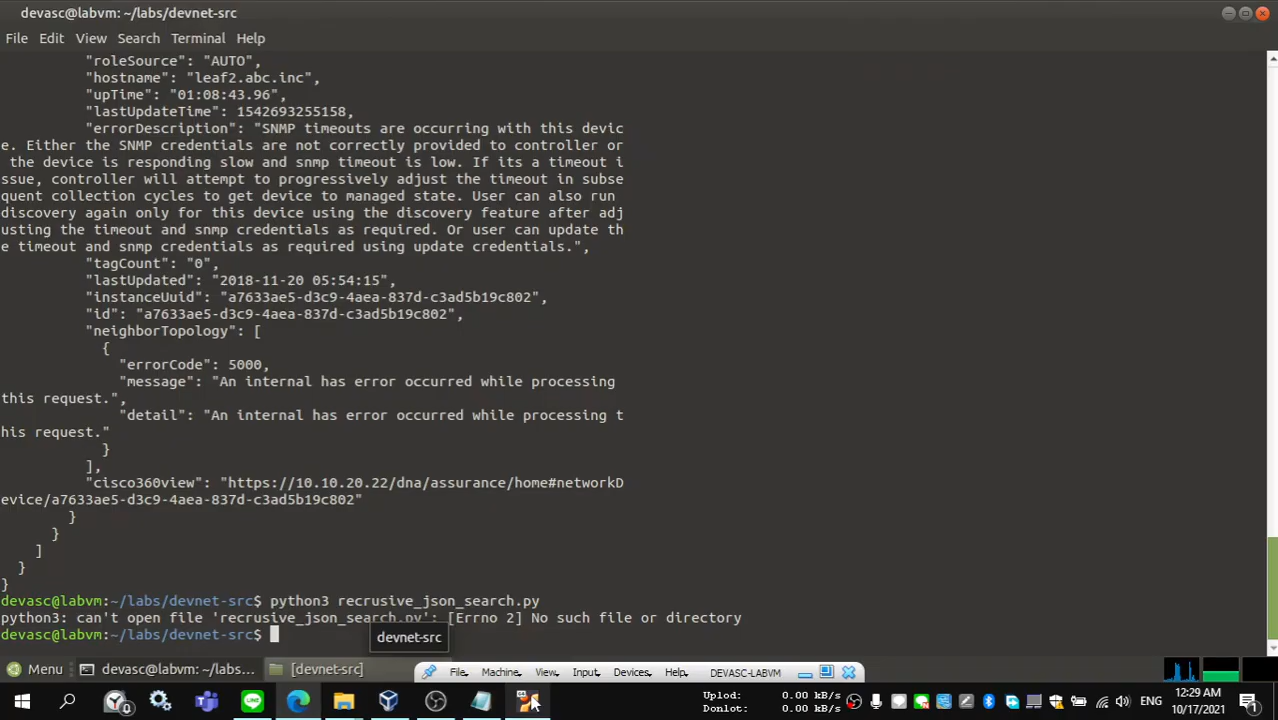 devasc@labvm: ~/labs/devnet-src
File Edit View Search Terminal Help
"roleSource": "AUTO",
"hostname": "leaf2.abc.inc",
"upTime": "01:08:43.96",
"lastUpdateTime": 1542693255158,
"errorDescription": "SNMP timeouts are occurring with this devic
e. Either the SNMP credentials are not correctly provided to controller or
the device is responding slow and snmp timeout is low. If its a timeout i
ssue, controller will attempt to progressively adjust the timeout in subse
quent collection cycles to get device to managed state. User can also run
discovery again only for this device using the discovery feature after adj
usting the timeout and snmp credentials as required. Or user can update th
e timeout and snmp credentials as required using update credentials.",
"tagCount": "0",
"lastUpdated": "2018-11-20 05:54:15",
"instanceUuid": "a7633ae5-d3c9-4aea-837d-c3ad5b19c802",
"id": "a7633ae5-d3c9-4aea-837d-c3ad5b19c802",
"neighborTopology": [
{
"errorCode": 5000,
"message": "An internal has error occurred while processing
this request.",
"detail": "An internal has error occurred while processing t
his request."
}
],
"cisco360view": "https://10.10.20.22/dna/assurance/home#networkD
evice/a7633ae5-d3c9-4aea-837d-c3ad5b19c802"
}
}
]
}
}
devasc@labvm:~/labs/devnet-src$ python3 recrusive_json_search.py
python3: can't open file 'recrusive_json_search.py': [Errno 2] No such file or directory
devasc@labvm:~/labs/devnet-src$
devnet-src
Menu devasc@labvm: ~/labs... [devnet-src] File Machine View Input Devices Help DEVASC-LABVM
Uplod: 0.00 kB/s
Donlot: 0.00 kB/s
ENG
12:29 AM
10/17/2021